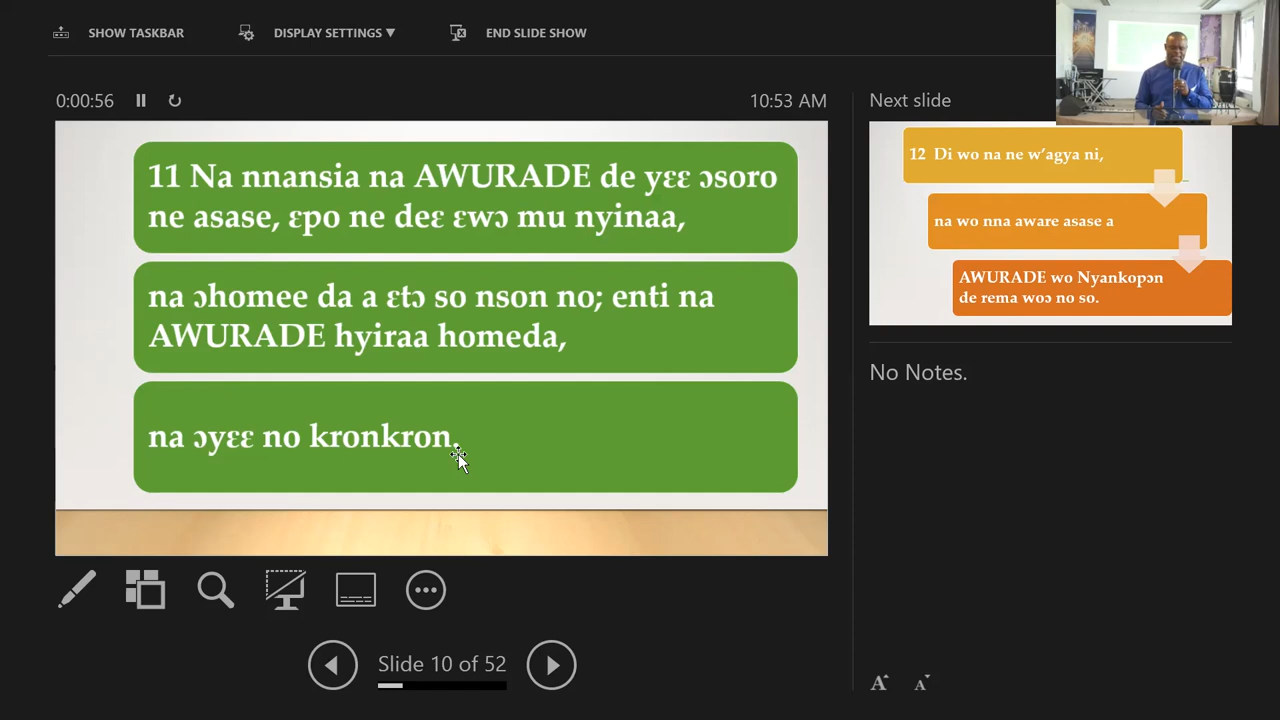 SHOW TASKBAR
DISPLAY SETTINGS ▼
END SLIDE SHOW
0:00:56
10:53 AM
11 Na nnansia na AWURADE de yɛɛ ɔsoro
ne asase, ɛpo ne deɛ ɛwɔ mu nyinaa,
na ɔhomee da a ɛtɔ so nson no; enti na
AWURADE hyiraa homeda,
na ɔyɛɛ no kronkron.
Slide 10 of 52
Next slide
12 Di wo na ne w’agya ni,
na wo nna aware asase a
AWURADE wo Nyankopɔn
de rema woɔ no so.
No Notes.
A
A